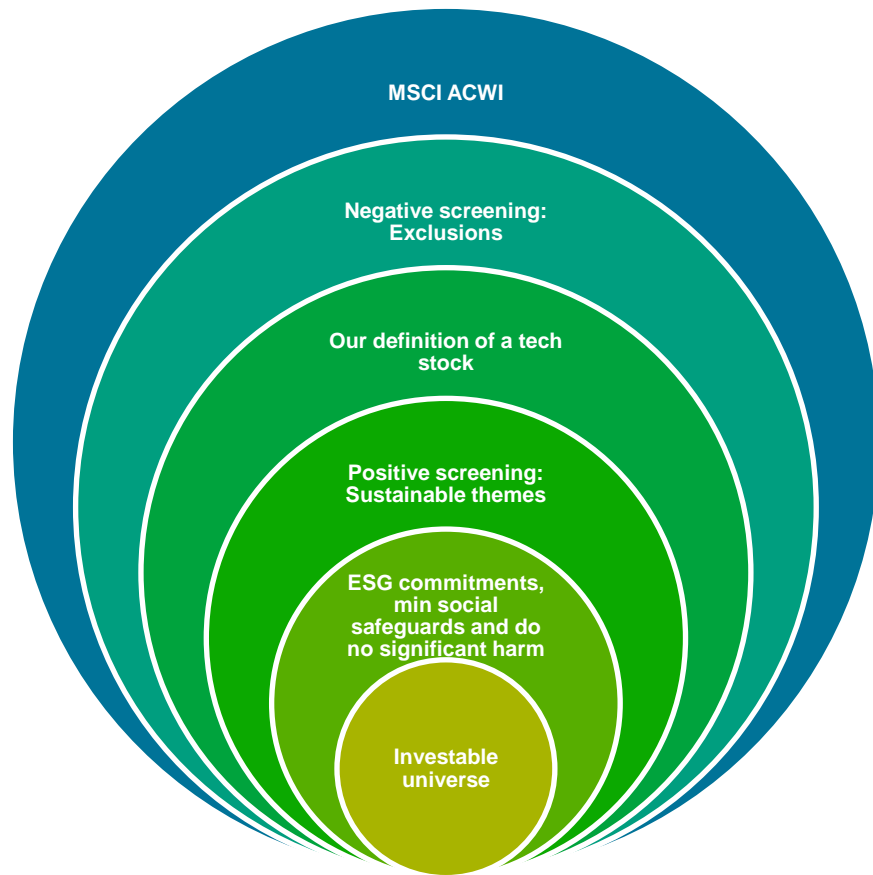 MSCI ACWI
Negative screening:
Exclusions
Our definition of a tech
stock
Positive screening:
Sustainable themes
ESG commitments,
min social
safeguards and do
no significant harm
Investable
universe